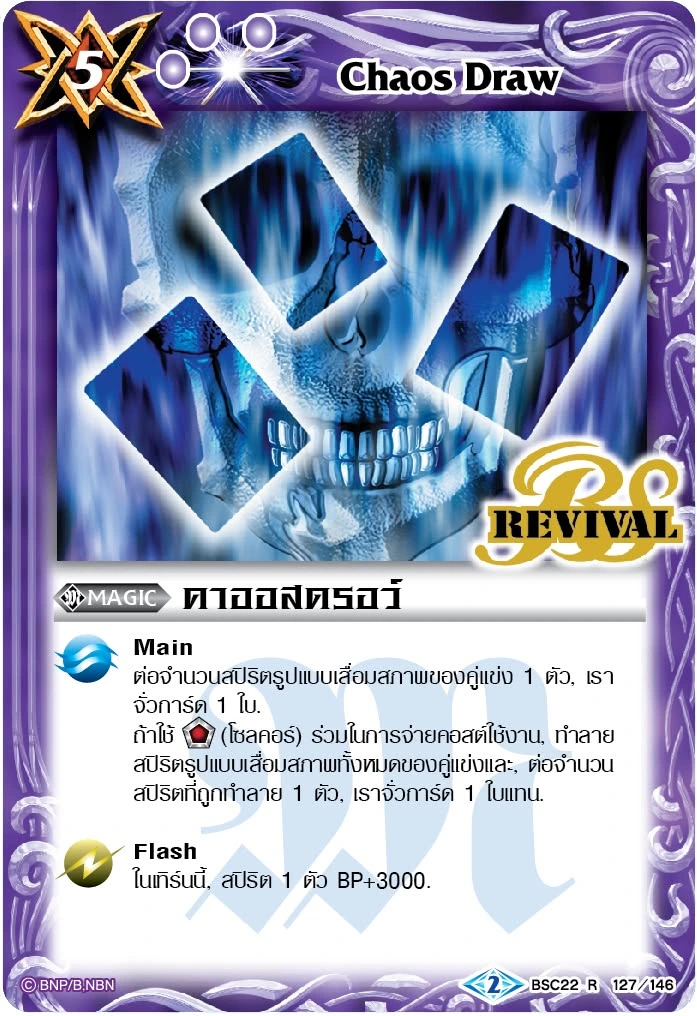 5
Chaos Draw
BS
REVIVAL
MAGIC คาออสดรอว์
Main
ต่อจำนวนสปิริตรูปแบบเสื่อมสภาพของคู่แข่ง 1 ตัว, เรา
จั่วการ์ด 1 ใบ.
ถ้าใช้ (โซลคอร์) ร่วมในการจ่ายคอสต์ใช้งาน, ทำลาย
สปิริตรูปแบบเสื่อมสภาพทั้งหมดของคู่แข่งและ, ต่อจำนวน
สปิริตที่ถูกทำลาย 1 ตัว, เราจั่วการ์ด 1 ใบแทน.
Flash
ในเทิร์นนี้, สปิริต 1 ตัว BP+3000.
© BNP/B,NBN 2 BSC22 R 127/146